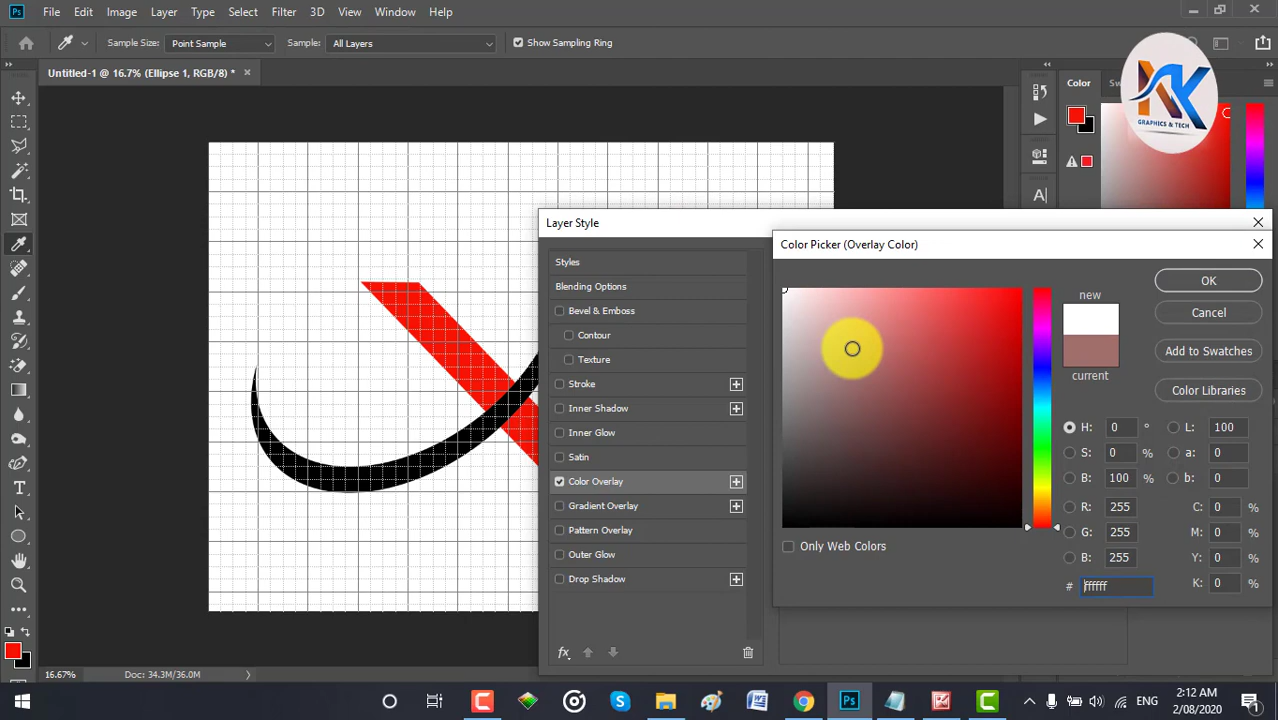 Ps File Edit Image Layer Type Select Filter 3D View Window Help
Sample Size: Point Sample Sample: All Layers Show Sampling Ring
Untitled-1 @ 16.7% (Ellipse 1, RGB/8) * ×
Color
NK
GRAPHICS & TECH
A
Layer Style
Color Picker (Overlay Color)
Styles
Blending Options
Bevel & Emboss
Contour
Texture
Stroke
Inner Shadow
Inner Glow
Satin
Color Overlay
Gradient Overlay
Pattern Overlay
Outer Glow
Drop Shadow
fx
new
current
OK
Cancel
Add to Swatches
Color Libraries
H: 0 ° L: 100
S: 0 % a: 0
B: 100 % b: 0
R: 255 C: 0 %
G: 255 M: 0 %
B: 255 Y: 0 %
# ffffff K: 0 %
Only Web Colors
16.67% Doc: 34.3M/36.0M
Ps
ENG
2:12 AM
2/08/2020